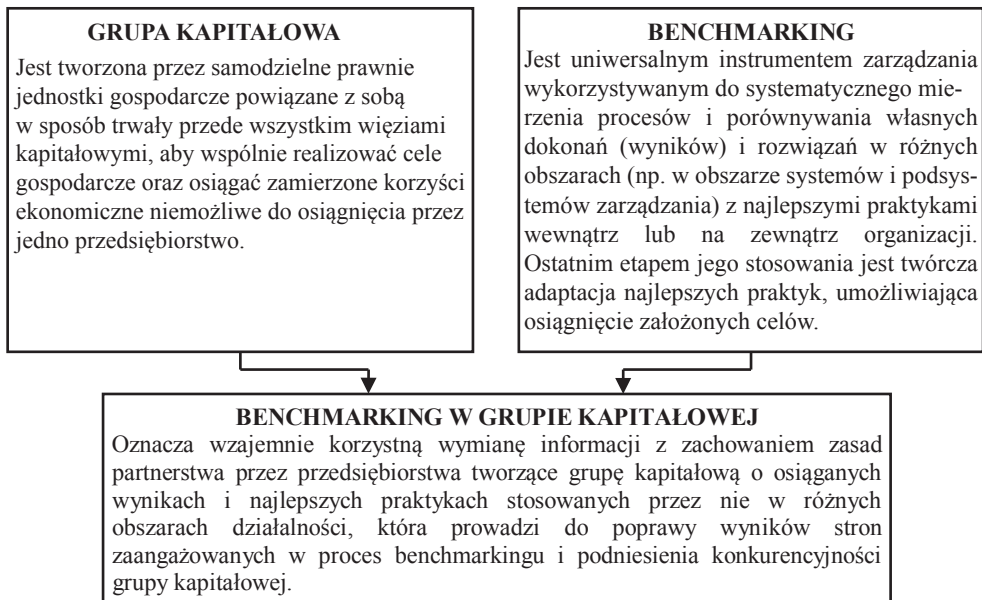 GRUPA KAPITAŁOWA
Jest tworzona przez samodzielne prawnie
jednostki gospodarcze powiązane z sobą
w sposób trwały przede wszystkim więziami
kapitałowymi, aby wspólnie realizować cele
gospodarcze oraz osiągać zamierzone korzyści
ekonomiczne niemożliwe do osiągnięcia przez
jedno przedsiębiorstwo.
BENCHMARKING
Jest uniwersalnym instrumentem zarządzania
wykorzystywanym do systematycznego mie-
rzenia procesów i porównywania własnych
dokonań (wyników) i rozwiązań w różnych
obszarach (np. w obszarze systemów i podsys-
temów zarządzania) z najlepszymi praktykami
wewnątrz lub na zewnątrz organizacji.
Ostatnim etapem jego stosowania jest twórcza
adaptacja najlepszych praktyk, umożliwiająca
osiągnięcie założonych celów.
BENCHMARKING W GRUPIE KAPITAŁOWEJ
Oznacza wzajemnie korzystną wymianę informacji z zachowaniem zasad
partnerstwa przez przedsiębiorstwa tworzące grupę kapitałową o osiąganych
wynikach i najlepszych praktykach stosowanych przez nie w różnych
obszarach działalności, która prowadzi do poprawy wyników stron
zaangażowanych w proces benchmarkingu i podniesienia konkurencyjności
grupy kapitałowej.